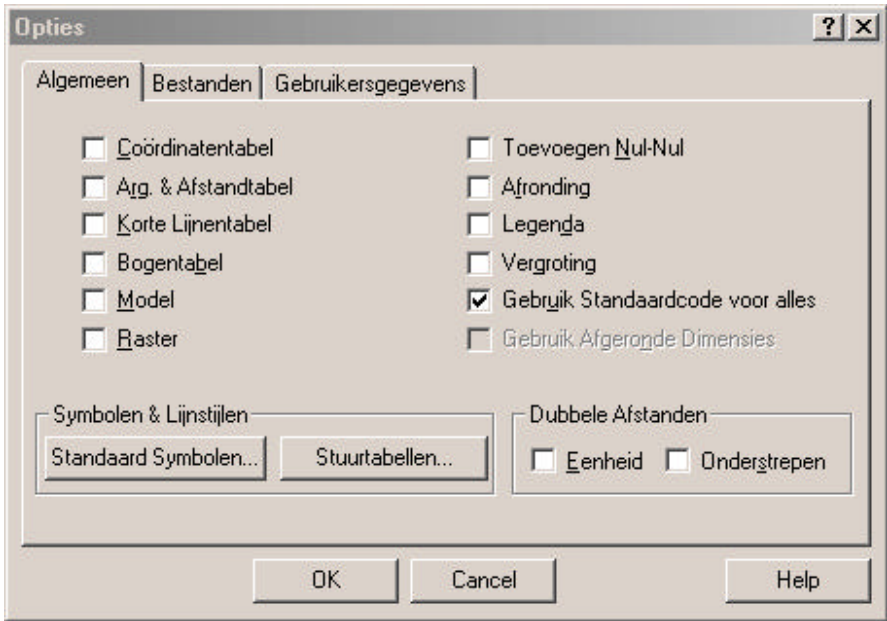 Opties
Algemeen Bestanden Gebruikersgegevens
Coördinatentabel Toevoegen Nul-Nul
Arg. & Afstandtabel Afronding
Korte Lijnentabel Legenda
Bogentabel Vergroting
Model Gebruik Standaardcode voor alles
Raster Gebruik Afgeronde Dimensies
Symbolen & Lijnstijlen Dubbele Afstanden
Standaard Symbolen... Stuurtabellen... Eenheid Onderstrepen
OK Cancel Help